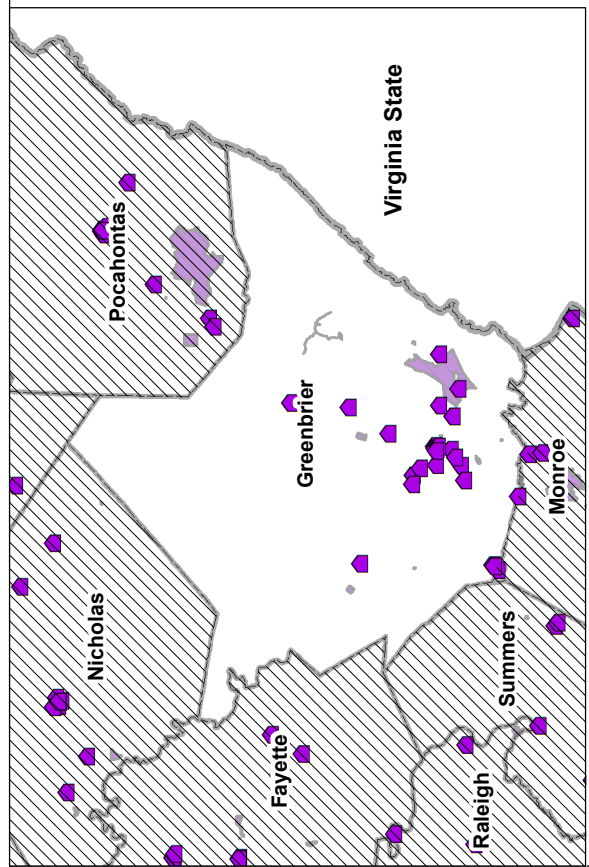 Pocahontas
Virginia State
Greenbrier
Nicholas
Monroe
Summers
Fayette
Raleigh